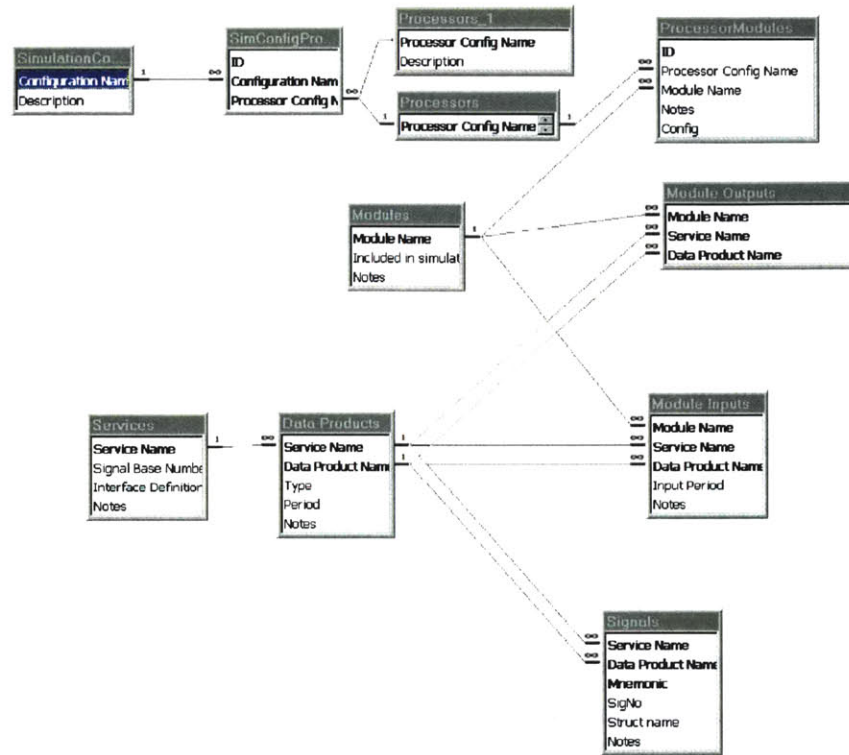 SimulationCo...
Configuration Nam
Description
1
∞
SimConfigPro...
ID
Configuration Nam
Processor Config N
∞
1
Processors_1
Processor Config Name
Description
Processors
Processor Config Name
1
∞
∞
ProcessorModules
ID
Processor Config Name
Module Name
Notes
Config
Modules
Module Name
Included in simulat
Notes
1
∞
∞
∞
Module Outputs
Module Name
Service Name
Data Product Name
Services
Service Name
Signal Base Numbe
Interface Definition
Notes
1
∞
Data Products
Service Name
Data Product Nam
Type
Period
Notes
1
1
∞
∞
∞
Module Inputs
Module Name
Service Name
Data Product Name
Input Period
Notes
∞
∞
Signals
Service Name
Data Product Name
Mnemonic
SigNo
Struct name
Notes